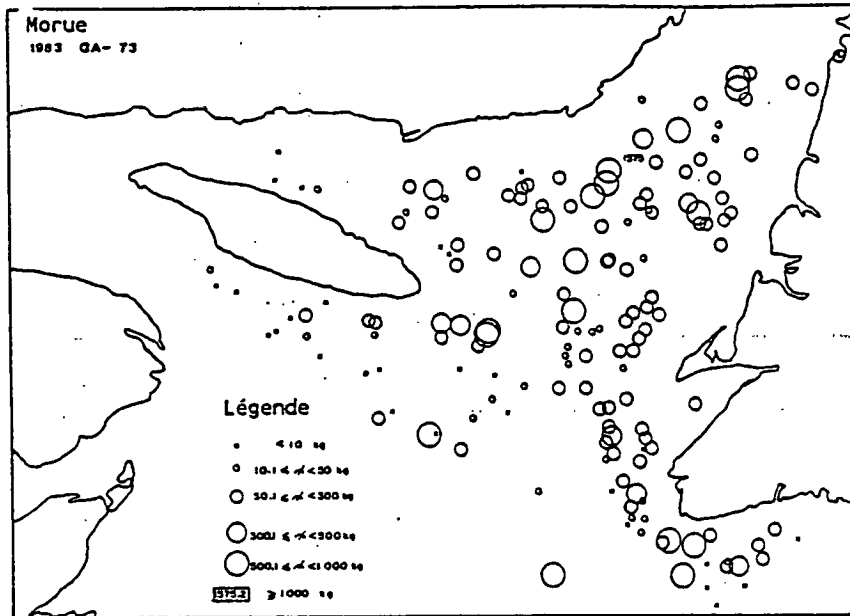 Morue
1983 GA-73
Légende
< 10 kg
10.1 ≤ x < 50 kg
50.1 ≤ x < 300 kg
300.1 ≤ x < 500 kg
500.1 ≤ x < 1 000 kg
≥ 1000 kg